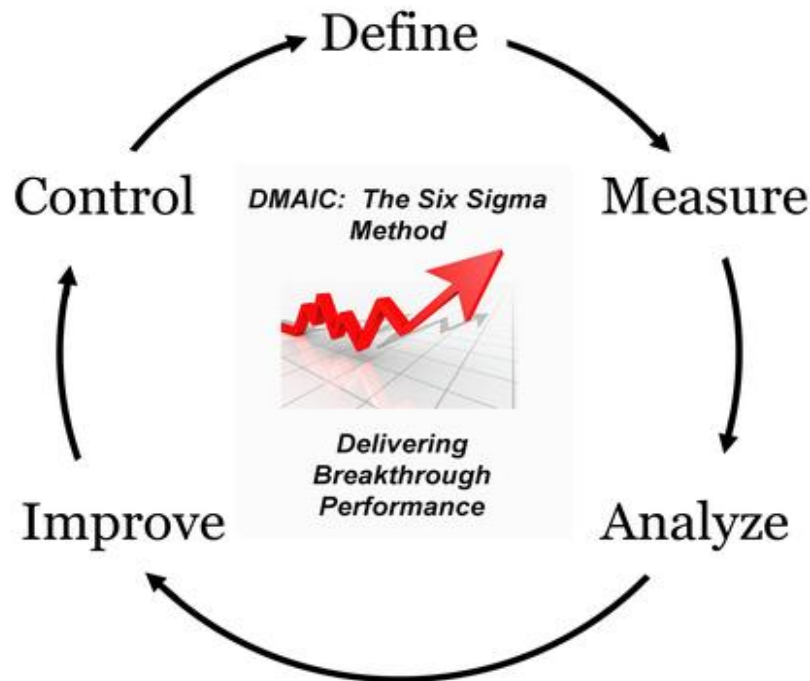 Define
Measure
Analyze
Improve
Control
DMAIC: The Six Sigma
Method
Delivering
Breakthrough
Performance